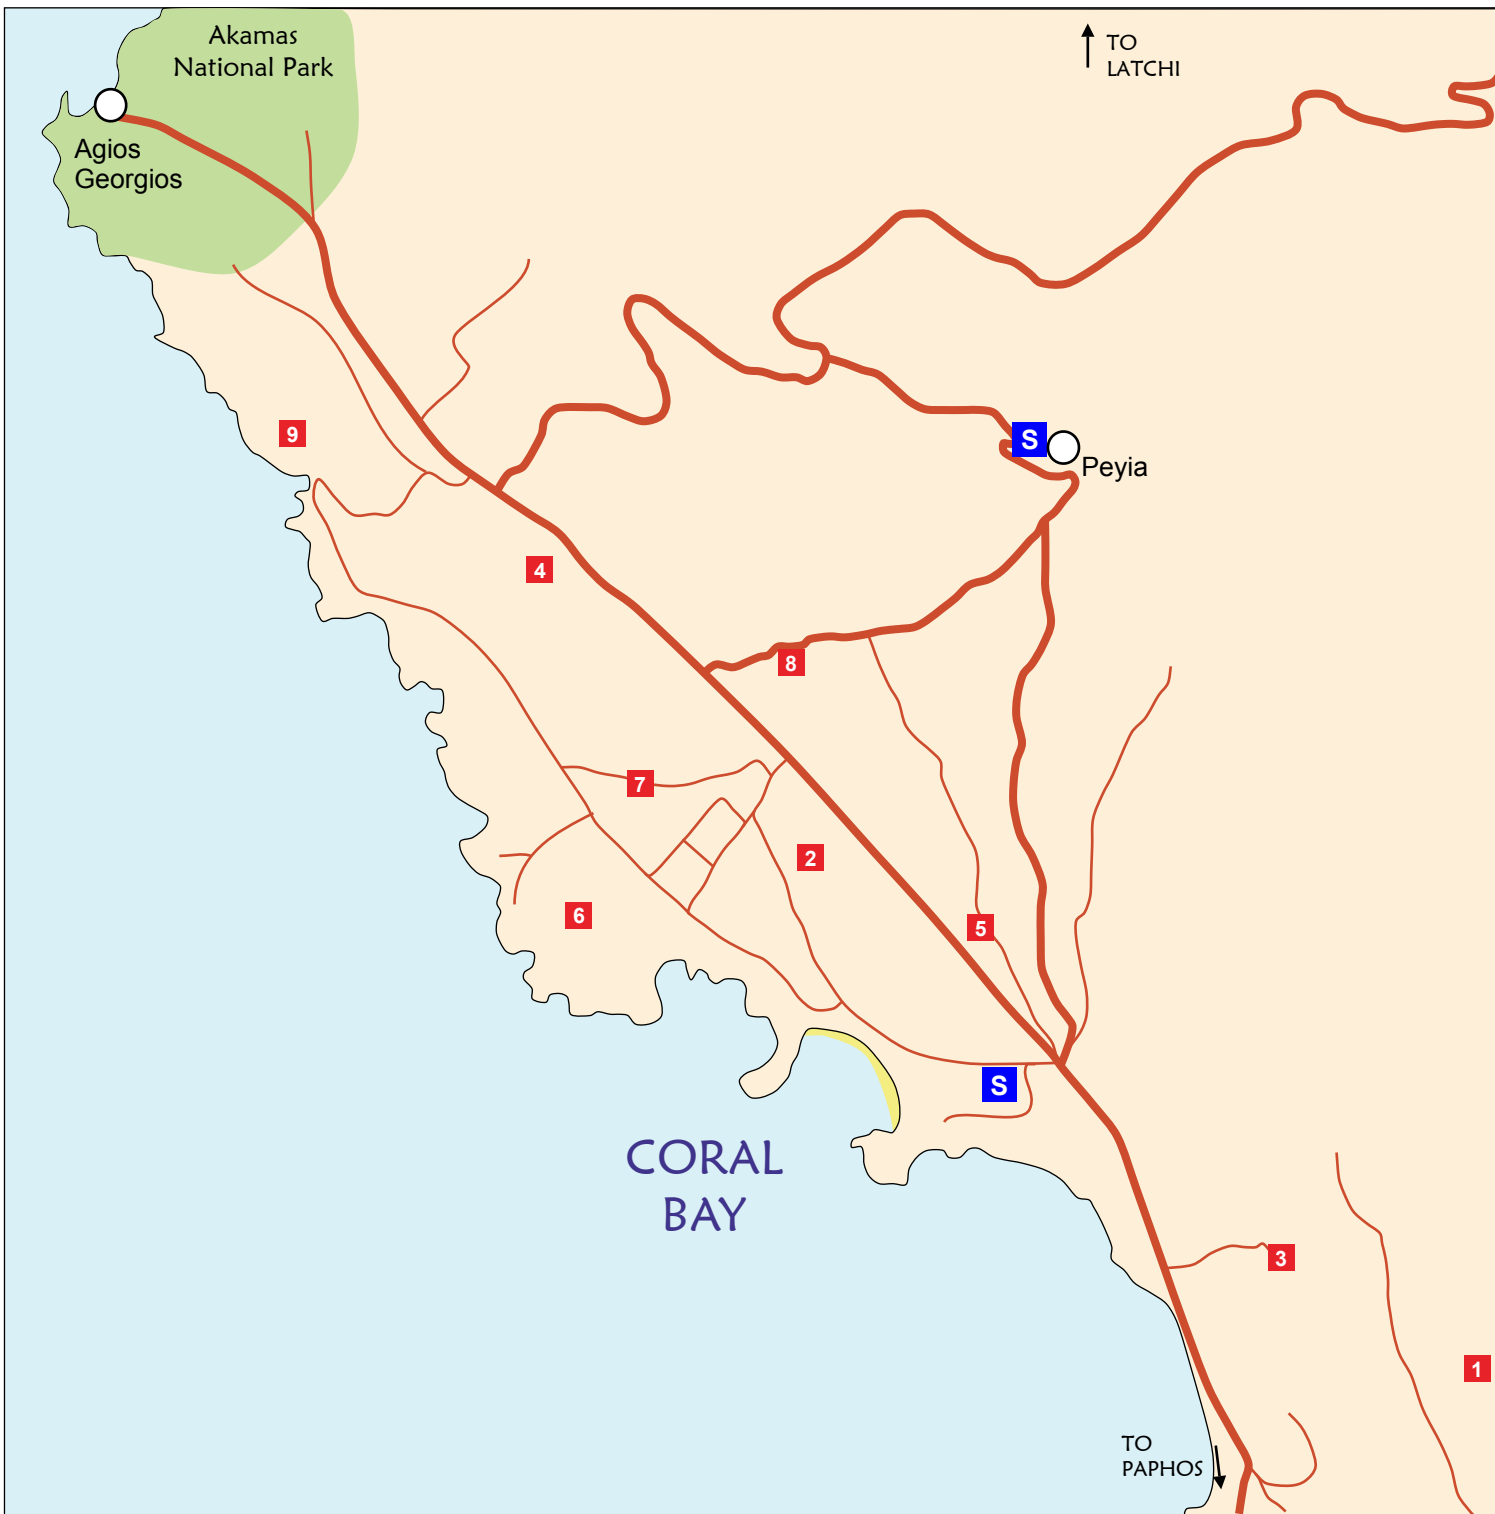 Akamas
National Park
TO
LATCHI
Agios
Georgios
9
S
Peyia
4
8
7
2
6
5
S
CORAL
BAY
3
1
TO
PAPHOS